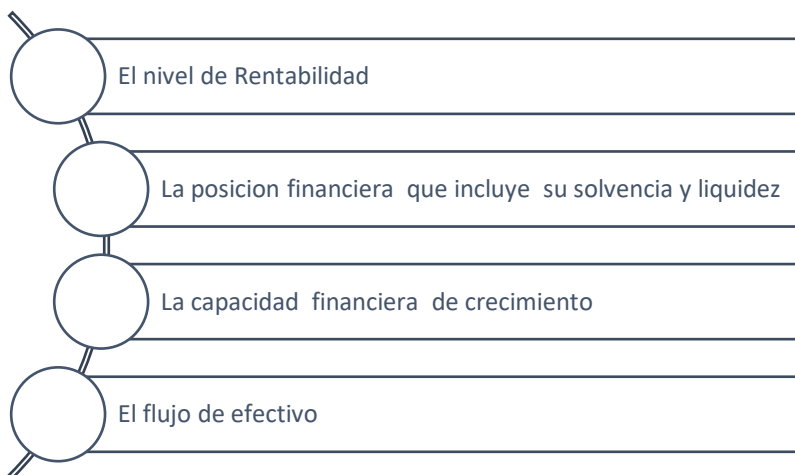 El nivel de Rentabilidad
La posicion financiera que incluye su solvencia y liquidez
La capacidad financiera de crecimiento
El flujo de efectivo